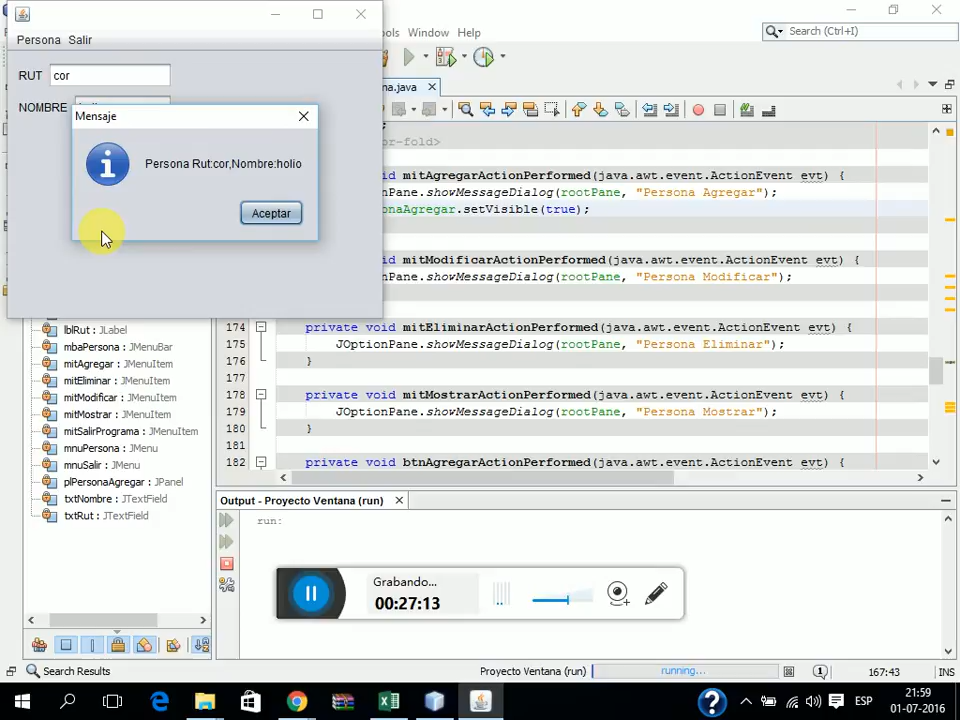 Persona Salir
RUT cor
NOMBRE
Mensaje
Persona Rut:cor,Nombre:holio
Aceptar
ols Window Help
Search (Ctrl+I)
na.java
or-fold>
id mitAgregarActionPerformed(java.awt.event.ActionEvent evt) {
nPane.showMessageDialog(rootPane, "Persona Agregar");
onaAgregar.setVisible(true);
id mitModificarActionPerformed(java.awt.event.ActionEvent evt) {
nPane.showMessageDialog(rootPane, "Persona Modificar");
174 private void mitEliminarActionPerformed(java.awt.event.ActionEvent evt) {
175 JOptionPane.showMessageDialog(rootPane, "Persona Eliminar");
176 }
177
178 private void mitMostrarActionPerformed(java.awt.event.ActionEvent evt) {
179 JOptionPane.showMessageDialog(rootPane, "Persona Mostrar");
180 }
181
182 private void btnAgregarActionPerformed(java.awt.event.ActionEvent evt) {
lblRut : JLabel
mbaPersona : JMenuBar
mitAgregar : JMenuItem
mitEliminar : JMenuItem
mitModificar : JMenuItem
mitMostrar : JMenuItem
mitSalirPrograma : JMenuItem
mnuPersona : JMenu
mnuSalir : JMenu
plPersonaAgregar : JPanel
txtNombre : JTextField
txtRut : JTextField
Output - Proyecto Ventana (run)
run:
Grabando...
00:27:13
Search Results
Proyecto Ventana (run) running... 1 167:43 INS
ESP
21:59
01-07-2016